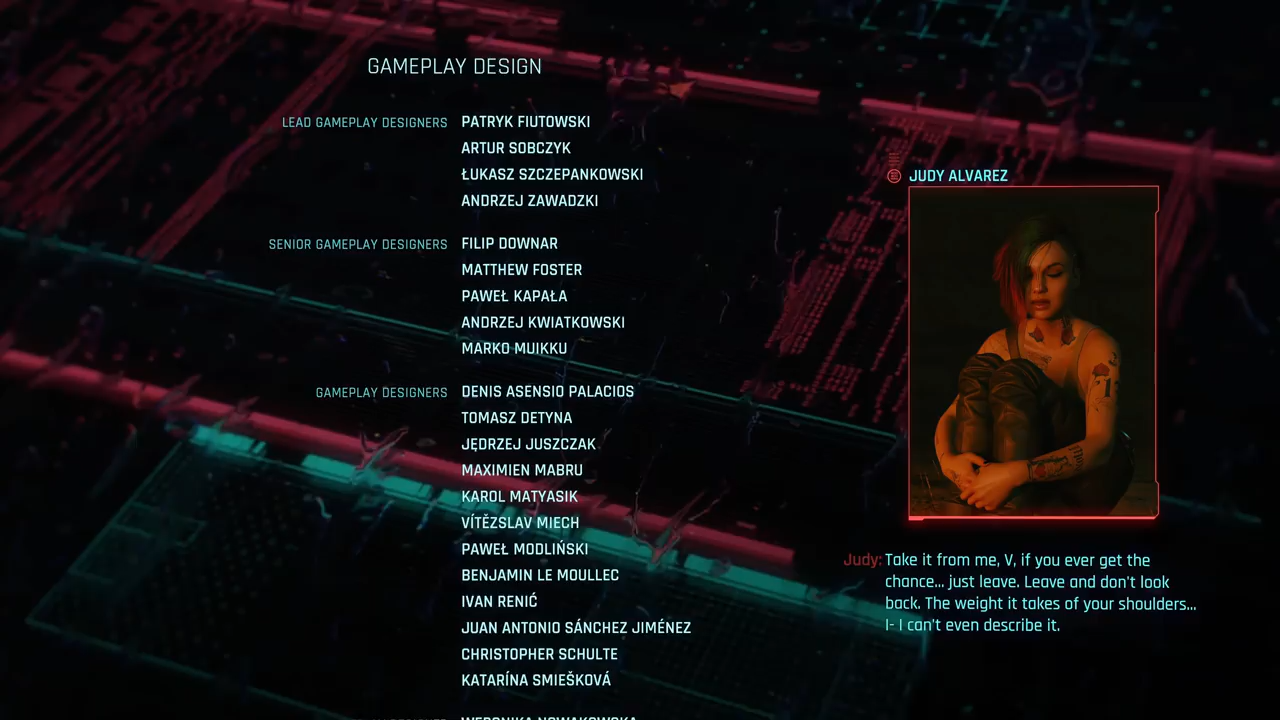 GAMEPLAY DESIGN
LEAD GAMEPLAY DESIGNERS PATRYK FIUTOWSKI
ARTUR SOBCZYK
ŁUKASZ SZCZEPANKOWSKI
ANDRZEJ ZAWADZKI
SENIOR GAMEPLAY DESIGNERS FILIP DOWNAR
MATTHEW FOSTER
PAWEŁ KAPAŁA
ANDRZEJ KWIATKOWSKI
MARKO MUIKKU
GAMEPLAY DESIGNERS DENIS ASENSIO PALACIOS
TOMASZ DETYNA
JĘDRZEJ JUSZCZAK
MAXIMIEN MABRU
KAROL MATYASIK
VÍTĚZSLAV MIECH
PAWEŁ MODLIŃSKI
BENJAMIN LE MOULLEC
IVAN RENIĆ
JUAN ANTONIO SÁNCHEZ JIMÉNEZ
CHRISTOPHER SCHULTE
KATARÍNA SMIEŠKOVÁ
WERONIKA NOWAKOWSKA
JUDY ALVAREZ
Judy: Take it from me, V, if you ever get the
chance... just leave. Leave and don't look
back. The weight it takes of your shoulders...
I- I can't even describe it.